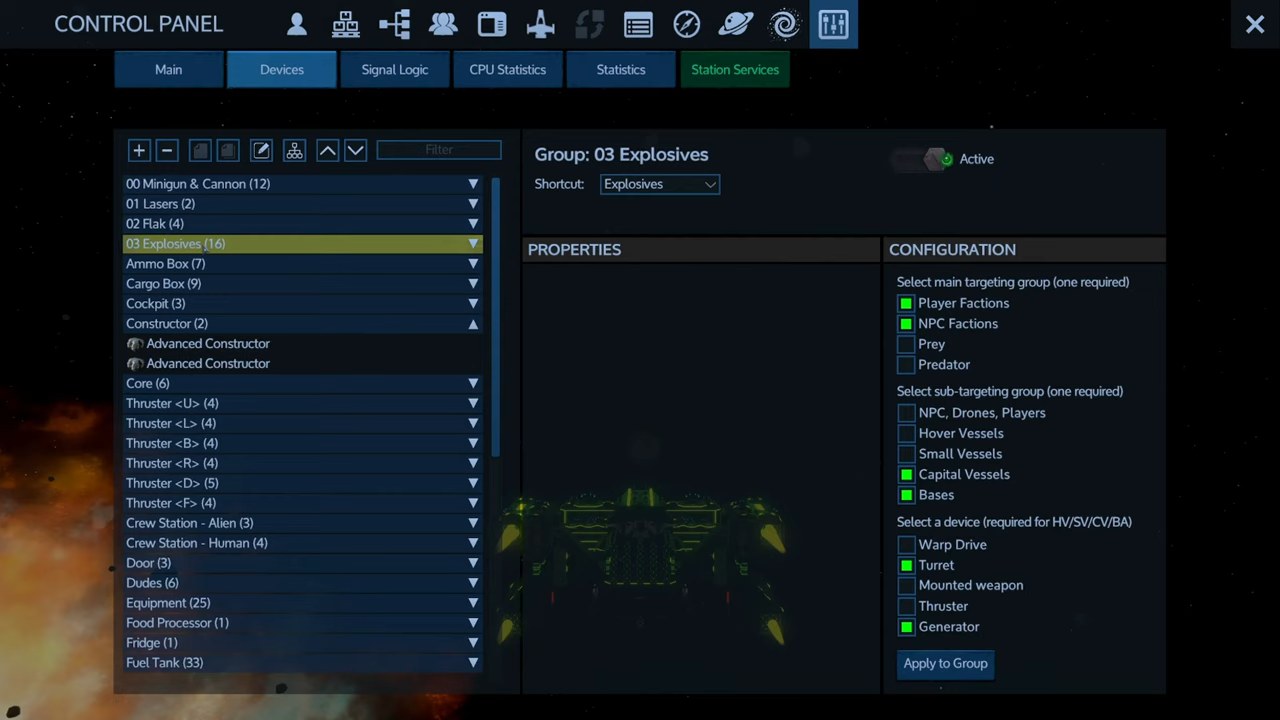 CONTROL PANEL
Main
Devices
Signal Logic
CPU Statistics
Statistics
Station Services
Filter
00 Minigun & Cannon (12)
01 Lasers (2)
02 Flak (4)
03 Explosives (16)
Ammo Box (7)
Cargo Box (9)
Cockpit (3)
Constructor (2)
Advanced Constructor
Advanced Constructor
Core (6)
Thruster <U> (4)
Thruster <L> (4)
Thruster <B> (4)
Thruster <R> (4)
Thruster <D> (5)
Thruster <F> (4)
Crew Station - Alien (3)
Crew Station - Human (4)
Door (3)
Dudes (6)
Equipment (25)
Food Processor (1)
Fridge (1)
Fuel Tank (33)
Group: 03 Explosives
Active
Shortcut: Explosives
PROPERTIES
CONFIGURATION
Select main targeting group (one required)
Player Factions
NPC Factions
Prey
Predator
Select sub-targeting group (one required)
NPC, Drones, Players
Hover Vessels
Small Vessels
Capital Vessels
Bases
Select a device (required for HV/SV/CV/BA)
Warp Drive
Turret
Mounted weapon
Thruster
Generator
Apply to Group